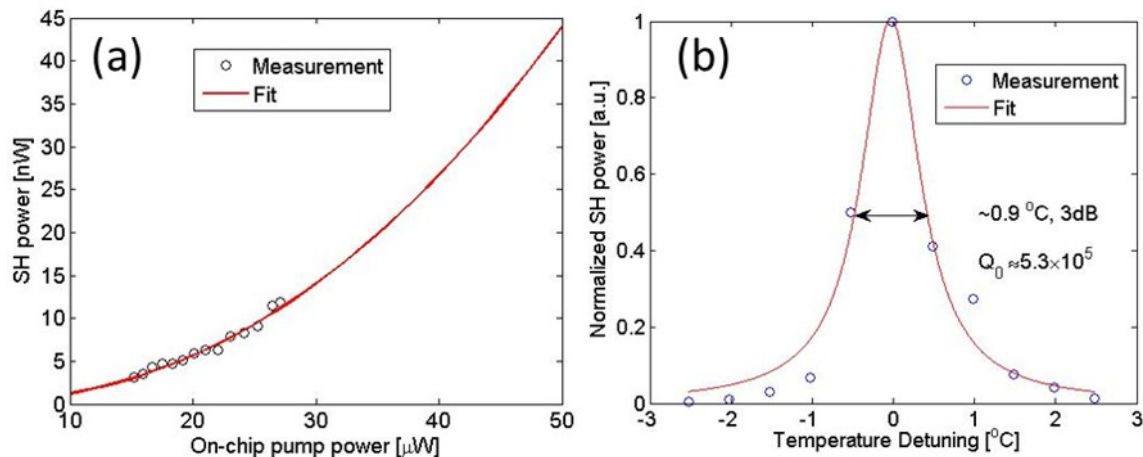 (a)
Measurement
Fit
SH power [nW]
45
40
35
30
25
20
15
10
5
0
10
20
30
40
50
On-chip pump power [μW]
(b)
Measurement
Fit
Normalized SH power [a.u.]
1
0.8
0.6
0.4
0.2
0
~0.9 °C, 3dB
Q₀ ≈5.3×10⁵
-3
-2
-1
0
1
2
3
Temperature Detuning [°C]